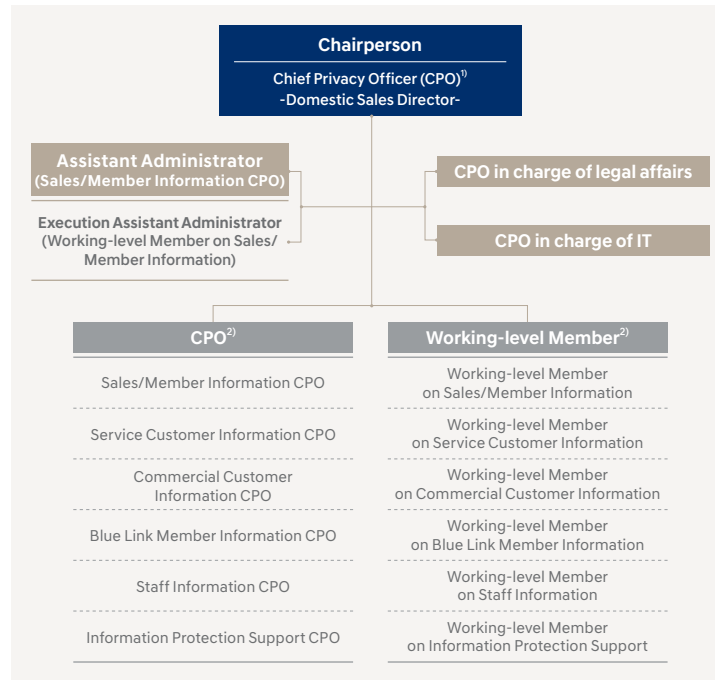 Chairperson
Chief Privacy Officer (CPO)1)
-Domestic Sales Director-
Assistant Administrator
(Sales/Member Information CPO)
Execution Assistant Administrator
(Working-level Member on Sales/
Member Information)
CPO in charge of legal affairs
CPO in charge of IT
CPO2)
Sales/Member Information CPO
Service Customer Information CPO
Commercial Customer
Information CPO
Blue Link Member Information CPO
Staff Information CPO
Information Protection Support CPO
Working-level Member2)
Working-level Member
on Sales/Member Information
Working-level Member
on Service Customer Information
Working-level Member
on Commercial Customer Information
Working-level Member
on Blue Link Member Information
Working-level Member
on Staff Information
Working-level Member
on Information Protection Support